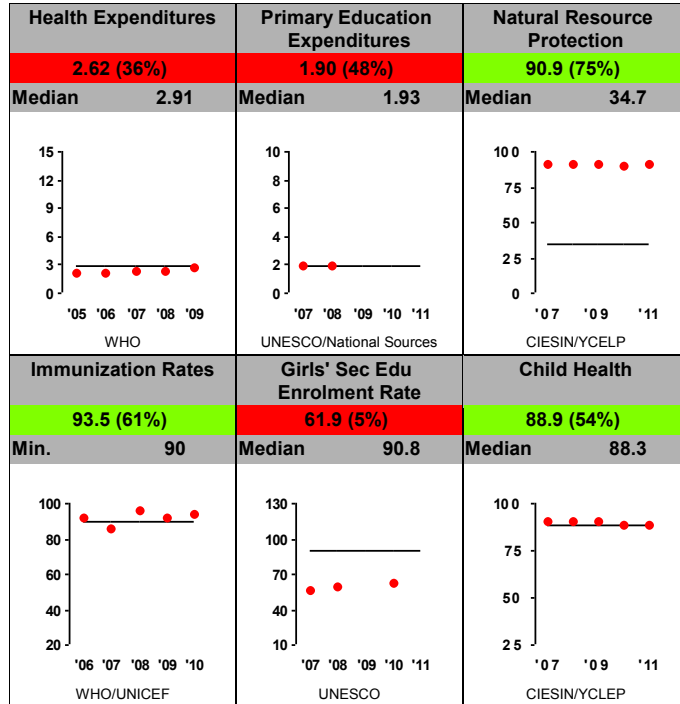 Health Expenditures
2.62 (36%)
Median 2.91
15
12
9
6
3
0
'05 '06 '07 '08 '09
WHO
Primary Education
Expenditures
1.90 (48%)
Median 1.93
10
8
6
4
2
0
'07 '08 '09 '10 '11
UNESCO/National Sources
Natural Resource
Protection
90.9 (75%)
Median 34.7
100
75
50
25
0
'07 '09 '11
CIESIN/YCELP
Immunization Rates
93.5 (61%)
Min. 90
100
80
60
40
20
'06 '07 '08 '09 '10
WHO/UNICEF
Girls' Sec Edu
Enrolment Rate
61.9 (5%)
Median 90.8
130
110
90
70
50
30
10
'07 '08 '09 '10 '11
UNESCO
Child Health
88.9 (54%)
Median 88.3
100
75
50
25
'07 '09 '11
CIESIN/YCLEP